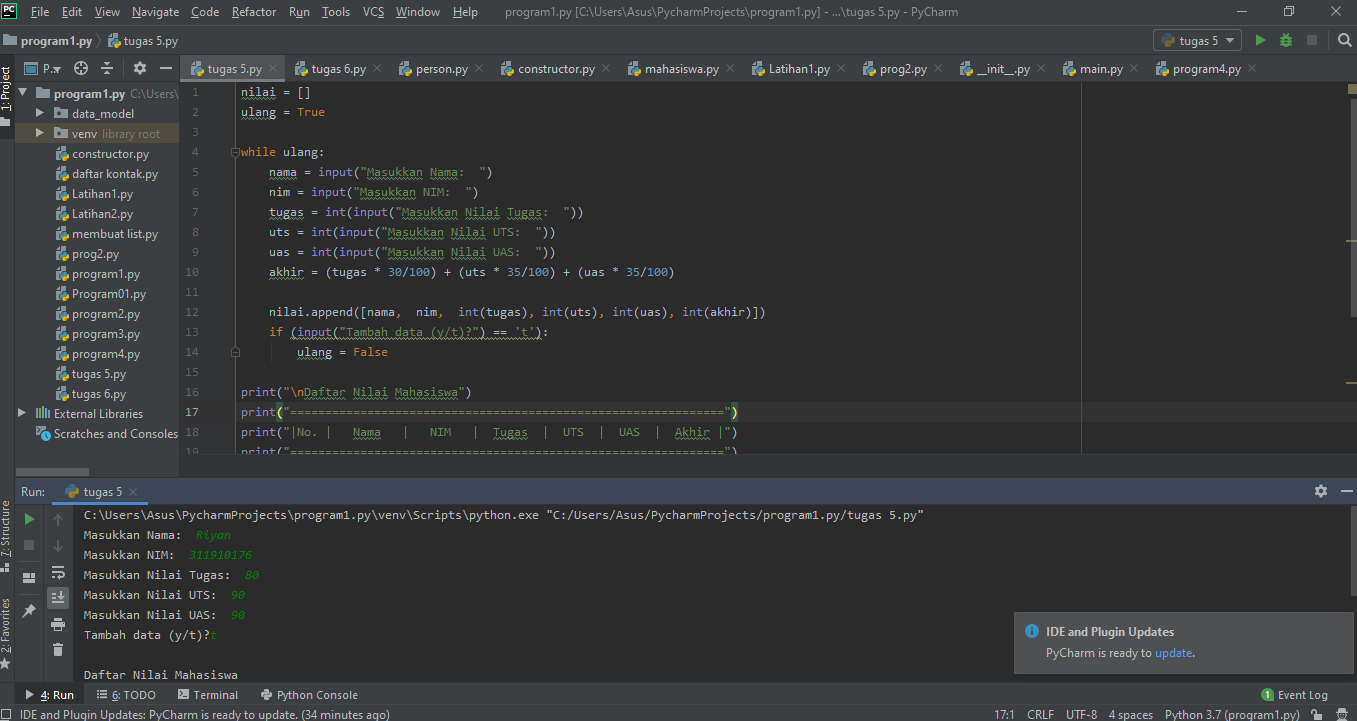 PC File Edit View Navigate Code Refactor Run Tools VCS Window Help program1.py [C:\Users\Asus\PycharmProjects\program1.py] - ...\tugas 5.py - PyCharm
program1.py tugas 5.py tugas 5
1: Project
P.. tugas 5.py tugas 6.py person.py constructor.py mahasiswa.py Latihan1.py prog2.py __init__.py main.py program4.py
program1.py C:\Users\
data_model
venv library root
constructor.py
daftar kontak.py
Latihan1.py
Latihan2.py
membuat list.py
prog2.py
program1.py
Program01.py
program2.py
program3.py
program4.py
tugas 5.py
tugas 6.py
External Libraries
Scratches and Consoles
1 nilai = []
2 ulang = True
3
4 while ulang:
5 nama = input("Masukkan Nama:  ")
6 nim = input("Masukkan NIM:  ")
7 tugas = int(input("Masukkan Nilai Tugas:  "))
8 uts = int(input("Masukkan Nilai UTS:  "))
9 uas = int(input("Masukkan Nilai UAS:  "))
10 akhir = (tugas * 30/100) + (uts * 35/100) + (uas * 35/100)
11
12 nilai.append([nama,  nim,  int(tugas), int(uts), int(uas), int(akhir)])
13 if (input("Tambah data (y/t)?") == 't'):
14 ulang = False
15
16 print("\nDaftar Nilai Mahasiswa")
17 print("==============================================================")
18 print("|No. |   Nama   |   NIM   |   Tugas  |  UTS  |  UAS  |  Akhir |")
19 print("==============================================================")
Run: tugas 5
C:\Users\Asus\PycharmProjects\program1.py\venv\Scripts\python.exe "C:/Users/Asus/PycharmProjects/program1.py/tugas 5.py"
Masukkan Nama:  Riyan
Masukkan NIM:  311910176
Masukkan Nilai Tugas:  80
Masukkan Nilai UTS:  90
Masukkan Nilai UAS:  90
Tambah data (y/t)?t
Daftar Nilai Mahasiswa
7: Structure
2: Favorites
IDE and Plugin Updates
PyCharm is ready to update.
4: Run 6: TODO Terminal Python Console 1 Event Log
IDE and Plugin Updates: PyCharm is ready to update. (34 minutes ago) 17:1 CRLF UTF-8 4 spaces Python 3.7 (program1.py)